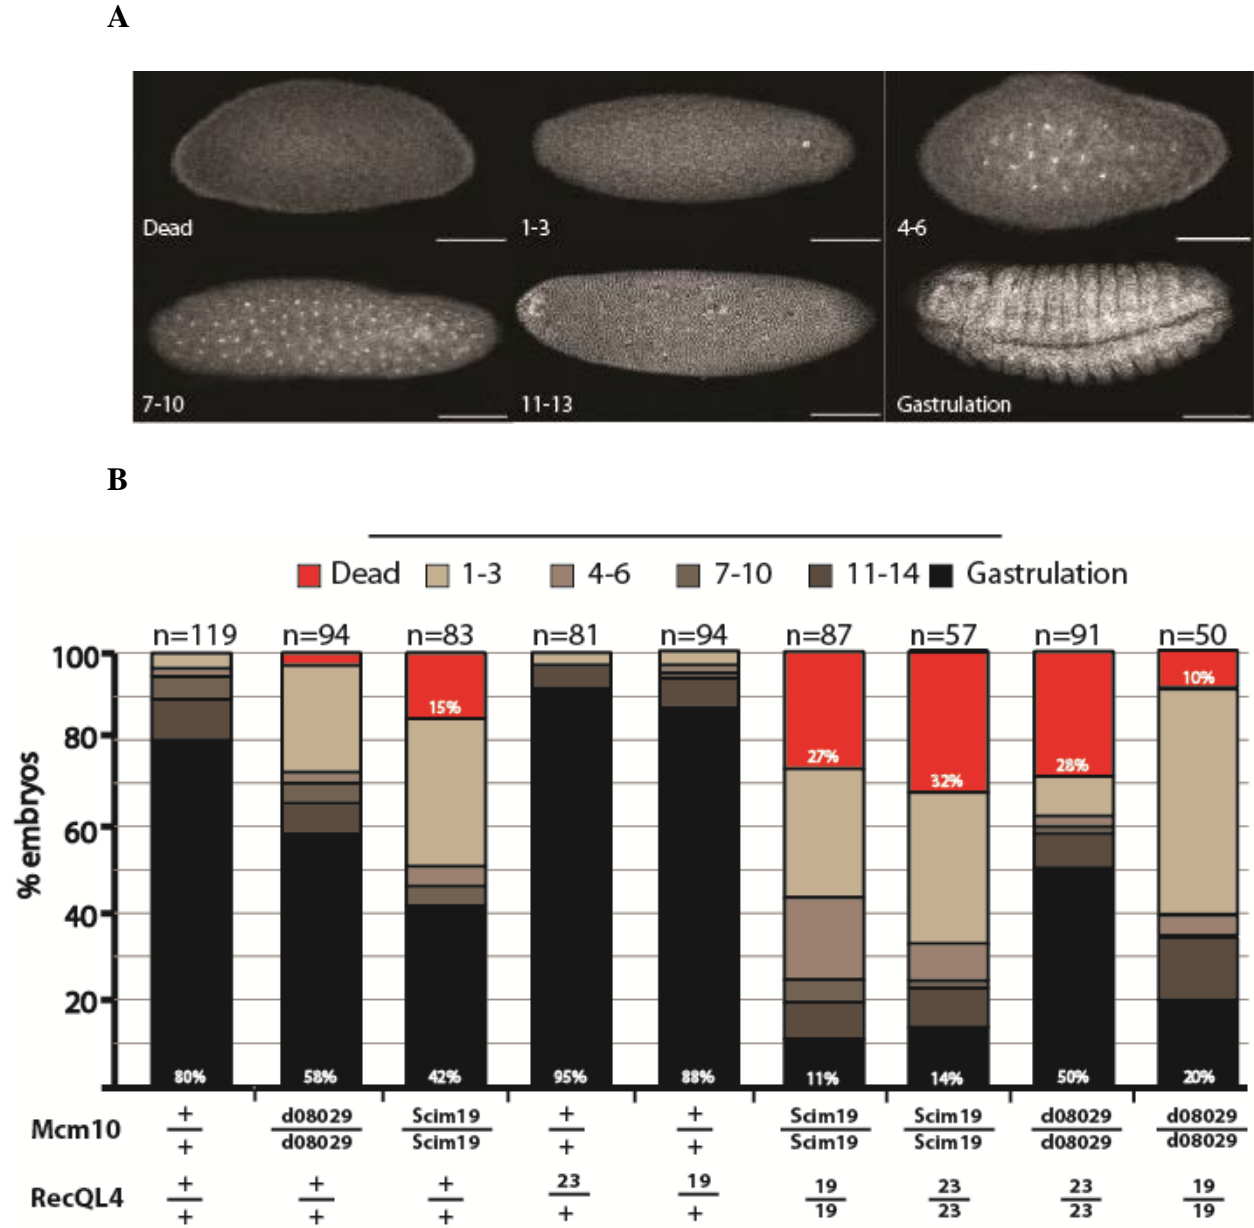 A
Dead
1-3
4-6
7-10
11-13
Gastrulation
B
Dead 1-3 4-6 7-10 11-14 Gastrulation
n=119 n=94 n=83 n=81 n=94 n=87 n=57 n=91 n=50
% embryos
100
80
60
40
20
15% 27% 32% 28% 10%
80% 58% 42% 95% 88% 11% 14% 50% 20%
Mcm10
+ d08029 Scim19 + + Scim19 Scim19 d08029 d08029
+ d08029 Scim19 + + Scim19 Scim19 d08029 d08029
RecQL4
+ + + 23 19 19 23 23 19
+ + + + + 19 23 23 19